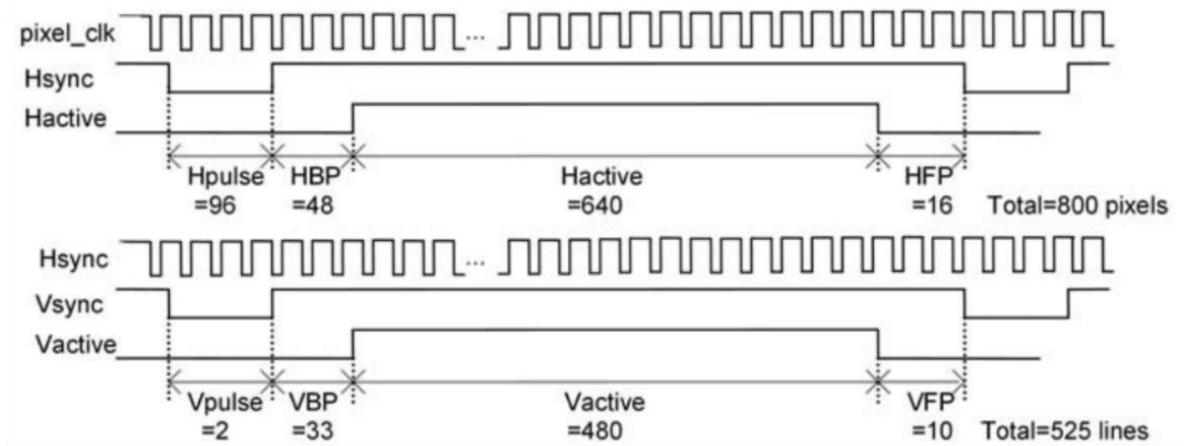 pixel_clk ...
Hsync
Hactive
Hpulse HBP Hactive HFP
=96 =48 =640 =16 Total=800 pixels
Hsync ...
Vsync
Vactive
Vpulse VBP Vactive VFP
=2 =33 =480 =10 Total=525 lines